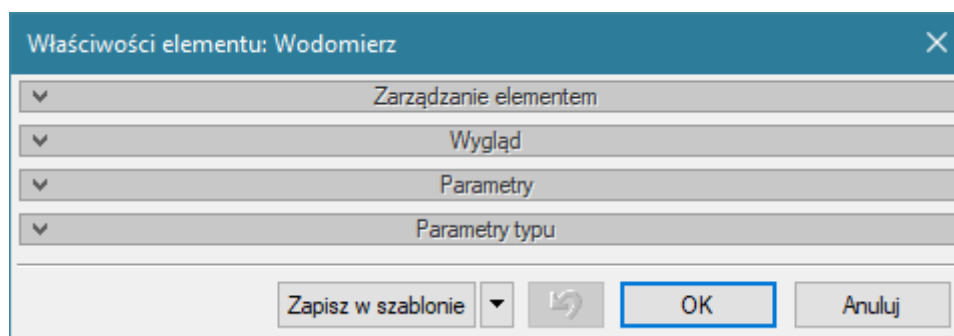 Właściwości elementu: Wodomierz
Zarządzanie elementem
Wygląd
Parametry
Parametry typu
Zapisz w szablonie OK Anuluj